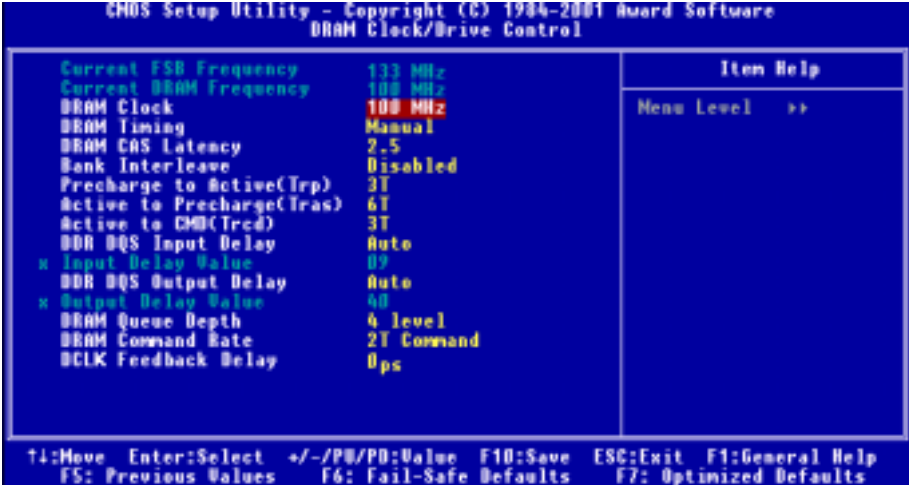 CMOS Setup Utility - Copyright (C) 1984-2001 Award Software
DRAM Clock/Drive Control
Current FSB Frequency 133 MHz
Current DRAM Frequency 100 MHz
DRAM Clock 100 MHz
DRAM Timing Manual
DRAM CAS Latency 2.5
Bank Interleave Disabled
Precharge to Active(Trp) 3T
Active to Precharge(Tras) 6T
Active to CMD(Trcd) 3T
DDR DQS Input Delay Auto
x Input Delay Value 09
DDR DQS Output Delay Auto
x Output Delay Value 40
DRAM Queue Depth 4 level
DRAM Command Rate 2T Command
DCLK Feedback Delay 0ps
Item Help
Menu Level ▸▸
↑↓:Move Enter:Select +/-/PU/PD:Value F10:Save ESC:Exit F1:General Help
F5: Previous Values F6: Fail-Safe Defaults F7: Optimized Defaults